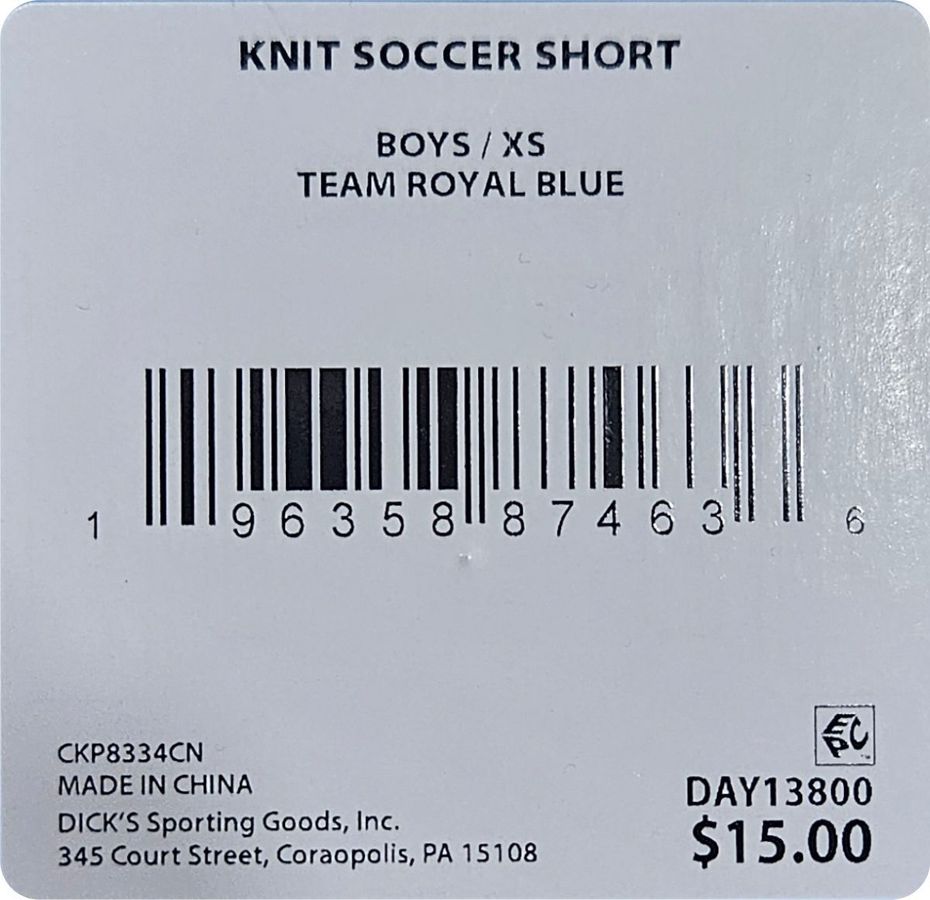 KNIT SOCCER SHORT
BOYS / XS
TEAM ROYAL BLUE
1 96358 87463 6
CKP8334CN
MADE IN CHINA
DICK'S Sporting Goods, Inc.
345 Court Street, Coraopolis, PA 15108
EPC
DAY13800
$15.00